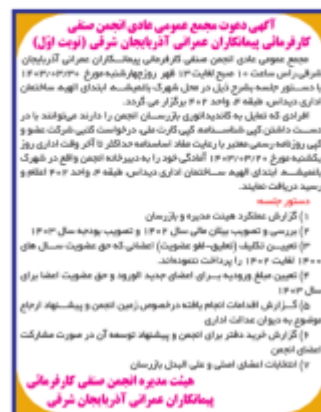 آگهی دعوت مجمع عمومی عادی انجمن صنفی
کارفرمائی پیمانکاران عمرانی آذربایجان شرقی (نوبت اوّل)
مجمع عمومی عادی انجمن صنفی کارفرمائی پیمانکاران عمرانی آذربایجان
شرقی راس ساعت ۱۰ صبح لغایت ۱۳ ظهر روزچهارشنبه مورخ ۱۴۰۳/۰۳/۳۰
با دستور جلسه بشرح ذیل در محل شهرک باغمیشه ابتدای الهیه ساختمان
اداری دیداس، طبقه ۴، واحد ۴۰۲ برگزار می گردد.
افرادی که تمایل به کاندیداتوری بازرسان انجمن را دارند میتوانند با در
دست داشتن کپی شناسنامه، کپی کارت ملی، درخواست کتبی شرکت عضو و
کپی روزنامه رسمی معتبر با رعایت مفاد اساسنامه حداکثر تا آخر وقت اداری روز
یکشنبه مورخ ۱۴۰۳/۰۳/۲۰ آمادگی خود را به دبیرخانه انجمن واقع در شهرک
باغمیشه ابتدای الهیه ساختمان اداری دیداس، طبقه ۴، واحد ۴۰۲ اعلام و
رسید دریافت نمایند.
دستور جلسه:
۱) گزارش عملکرد هیئت مدیره و بازرسان
۲) بررسی و تصویب بیلان مالی سال ۱۴۰۲ و تصویب بودجه سال ۱۴۰۳
۳) تعیین تکلیف (تعلیق-لغو عضویت) اعضائی که حق عضویت سال های
۱۴۰۰ لغایت ۱۴۰۲ را پرداخت ننموده‌اند.
۴) تعیین مبلغ ورودیه برای اعضای جدید الورود و حق عضویت اعضا برای
سال ۱۴۰۳
۵) گزارش اقدامات انجام یافته درخصوص زمین انجمن و پیشنهاد ارجاع
موضوع به دیوان عدالت اداری
۶) گزارش خرید دفتر برای انجمن و پیشنهاد توسعه آن در صورت مشارکت
اعضای انجمن
۷) انتخابات اعضای اصلی و علی البدل بازرسان
هیئت مدیره انجمن صنفی کارفرمائی
پیمانکاران عمرانی آذربایجان شرقی